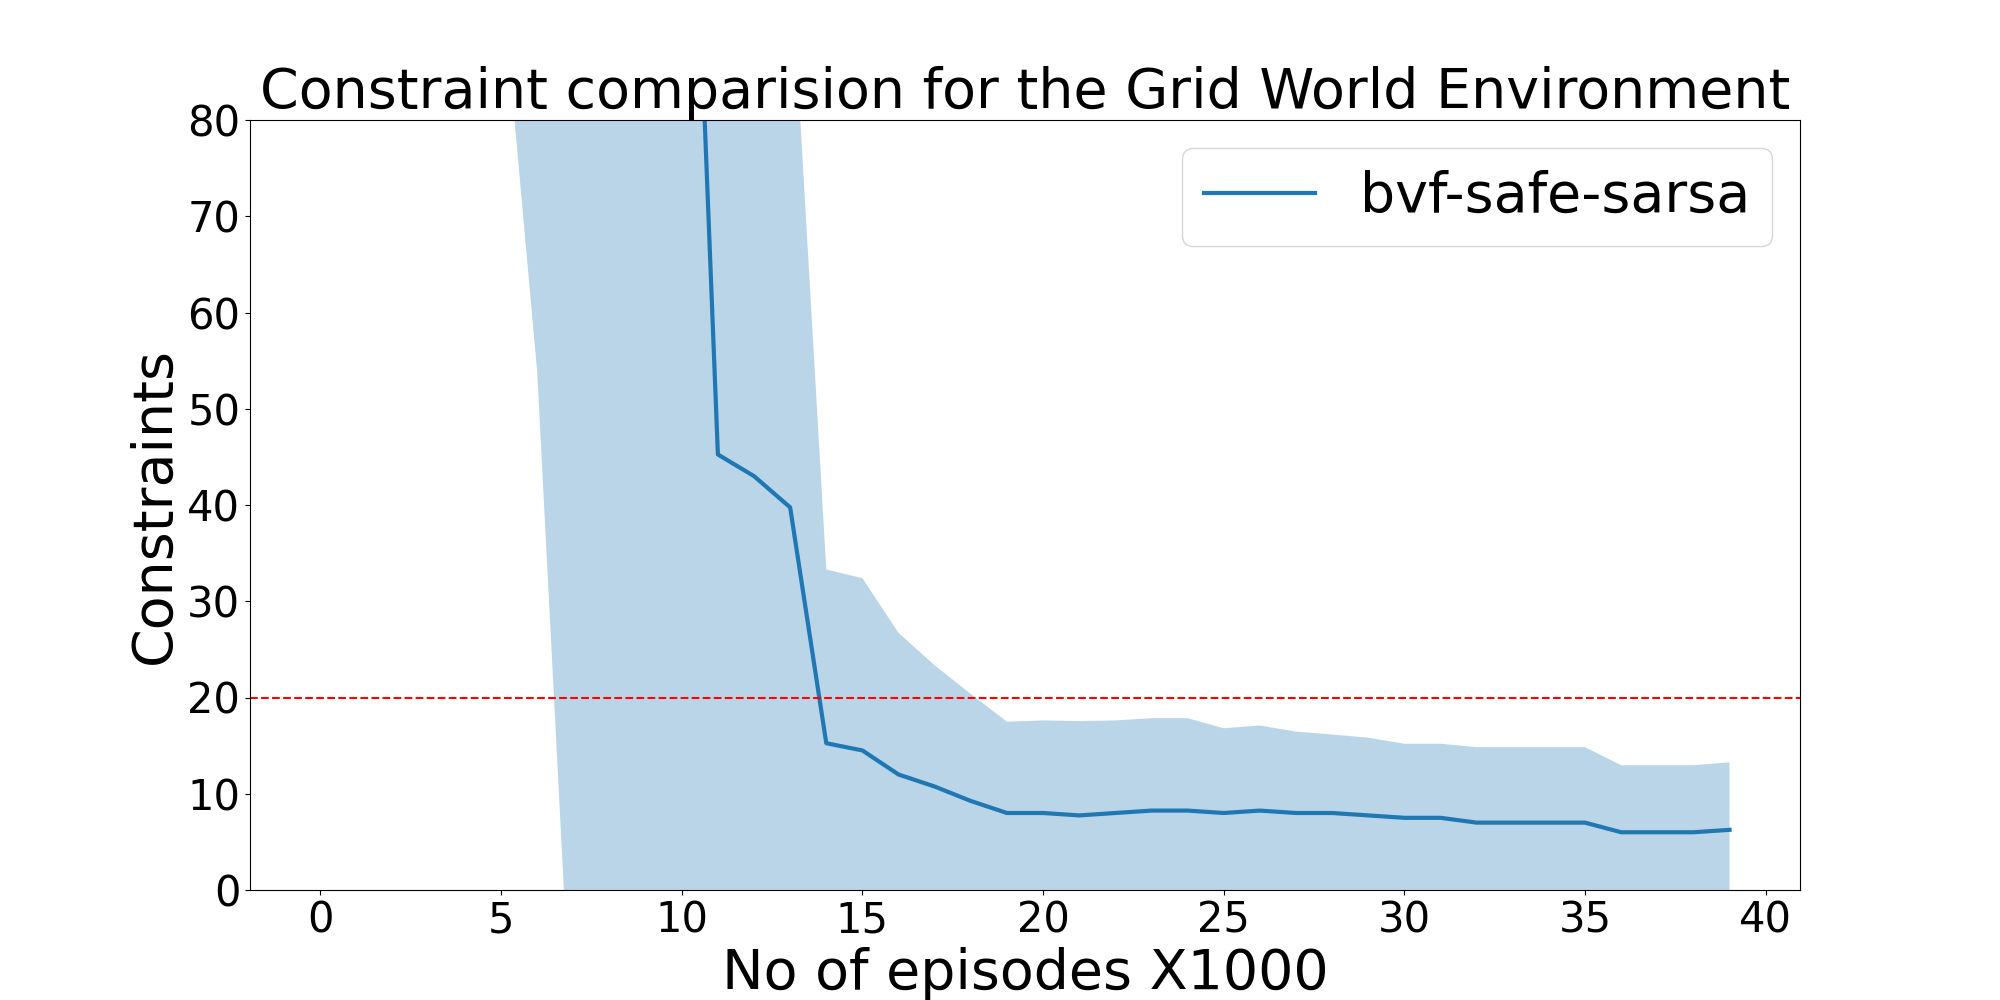 Constraint comparision for the Grid World Environment
bvf-safe-sarsa
Constraints
80
70
60
50
40
30
20
10
0
0 5 10 15 20 25 30 35 40
No of episodes X1000